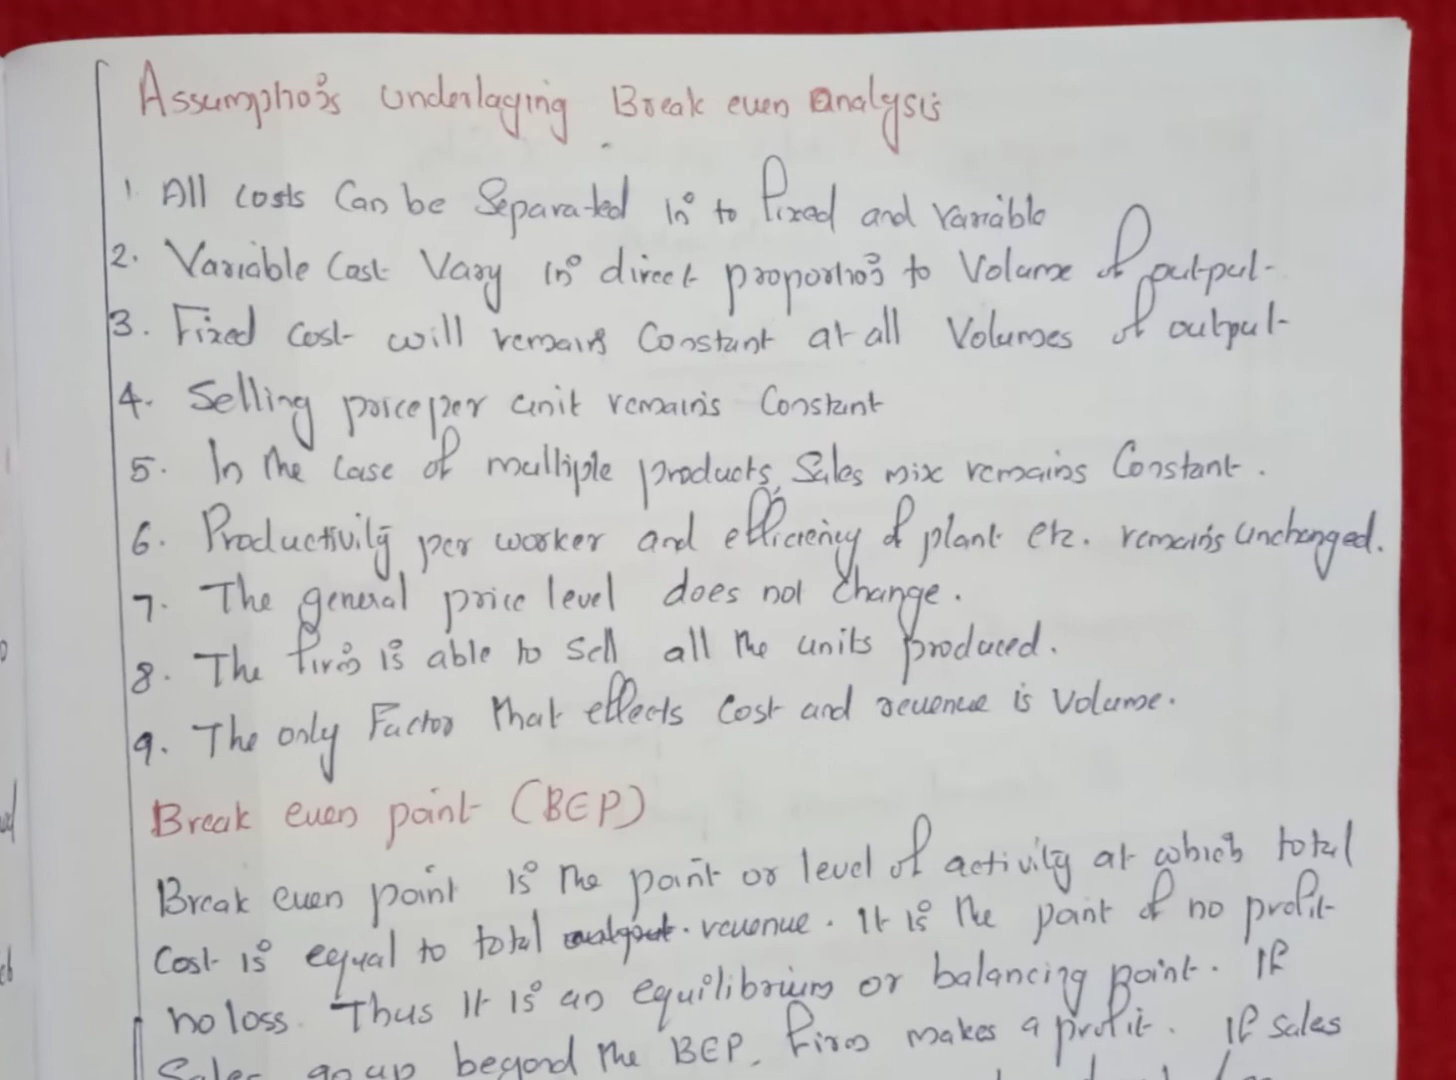 Assumptions underlaying Break even analysis
1. All costs Can be Separated in to fixed and variable
2. Variable Cost Vary in direct proportion to Volume of output
3. Fixed Cost will remains Constant at all Volumes of output
4. Selling price per unit remains Constant
5. In the Case of multiple products, Sales mix remains Constant.
6. Productivity per worker and efficiency of plant etc. remains unchanged.
7. The general price level does not change.
8. The firm is able to sell all the units produced.
9. The only Factor that effects Cost and revenue is Volume.
Break even point (BEP)
Break even point is the point or level of activity at which total
Cost is equal to total revenue. It is the point of no profit
no loss. Thus it is an equilibrium or balancing point. If
Sales go up beyond the BEP, firm makes a profit. If sales